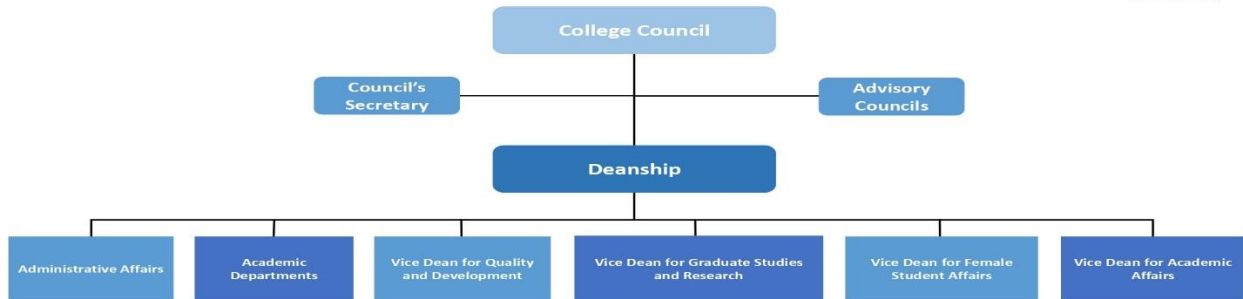 College Council
Council's
Secretary
Advisory
Councils
Deanship
Administrative Affairs
Academic
Departments
Vice Dean for Quality
and Development
Vice Dean for Graduate Studies
and Research
Vice Dean for Female
Student Affairs
Vice Dean for Academic
Affairs